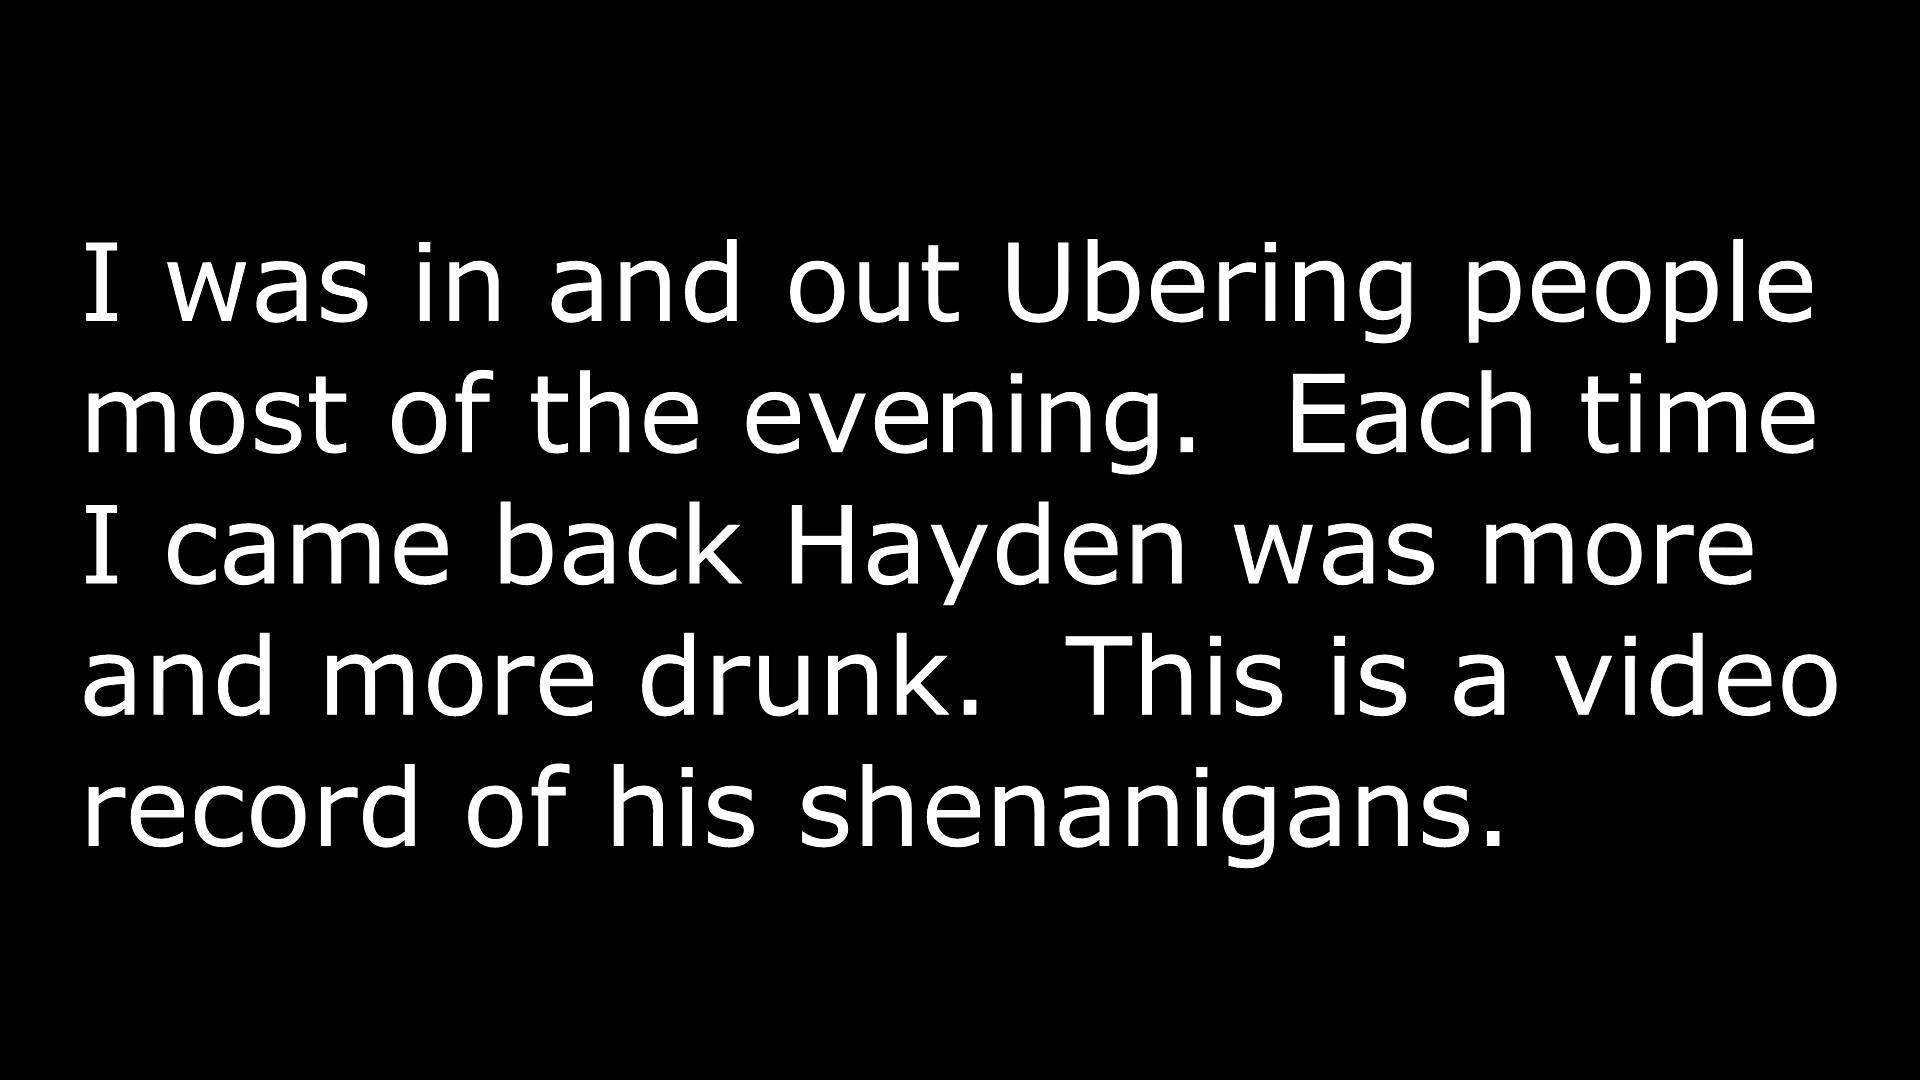 I was in and out Ubering people
most of the evening.  Each time
I came back Hayden was more
and more drunk.  This is a video
record of his shenanigans.